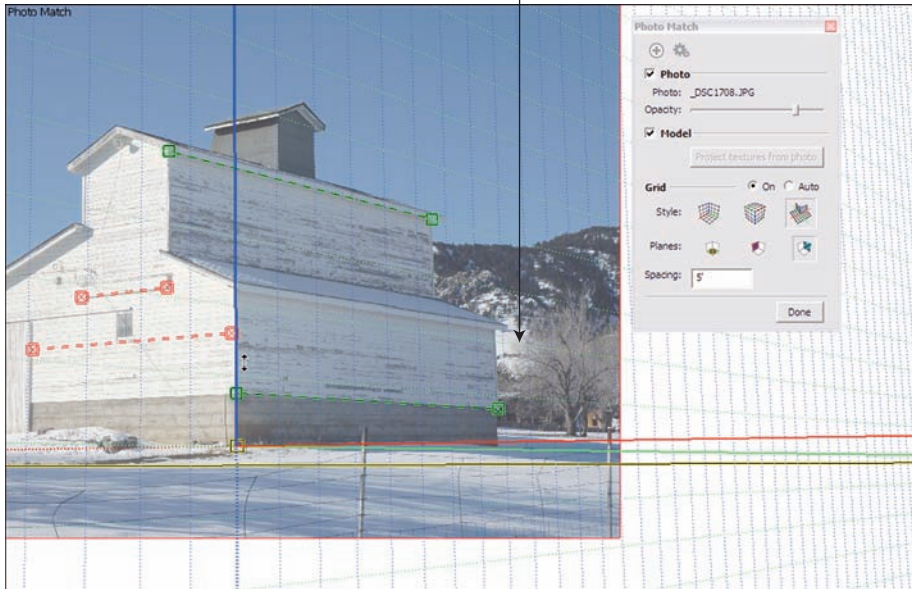 Photo Match
Photo Match
Photo
Photo: _DSC1708.JPG
Opacity:
Model
Project textures from photo
Grid On Auto
Style:
Planes:
Spacing: 5'
Done